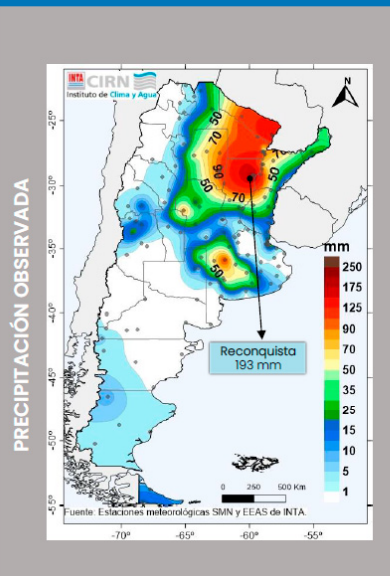 PRECIPITACIÓN OBSERVADA
INTA CIRN
Instituto de Clima y Agua
N
-25°
-30°
-35°
-40°
-45°
-50°
-55°
50
70
90
50
70
50
70
50
mm
250
175
125
90
70
50
35
25
15
10
5
1
Reconquista
193 mm
0 250 500 Km
Fuente: Estaciones meteorológicas SMN y EEAS de INTA.
-70° -65° -60° -55°